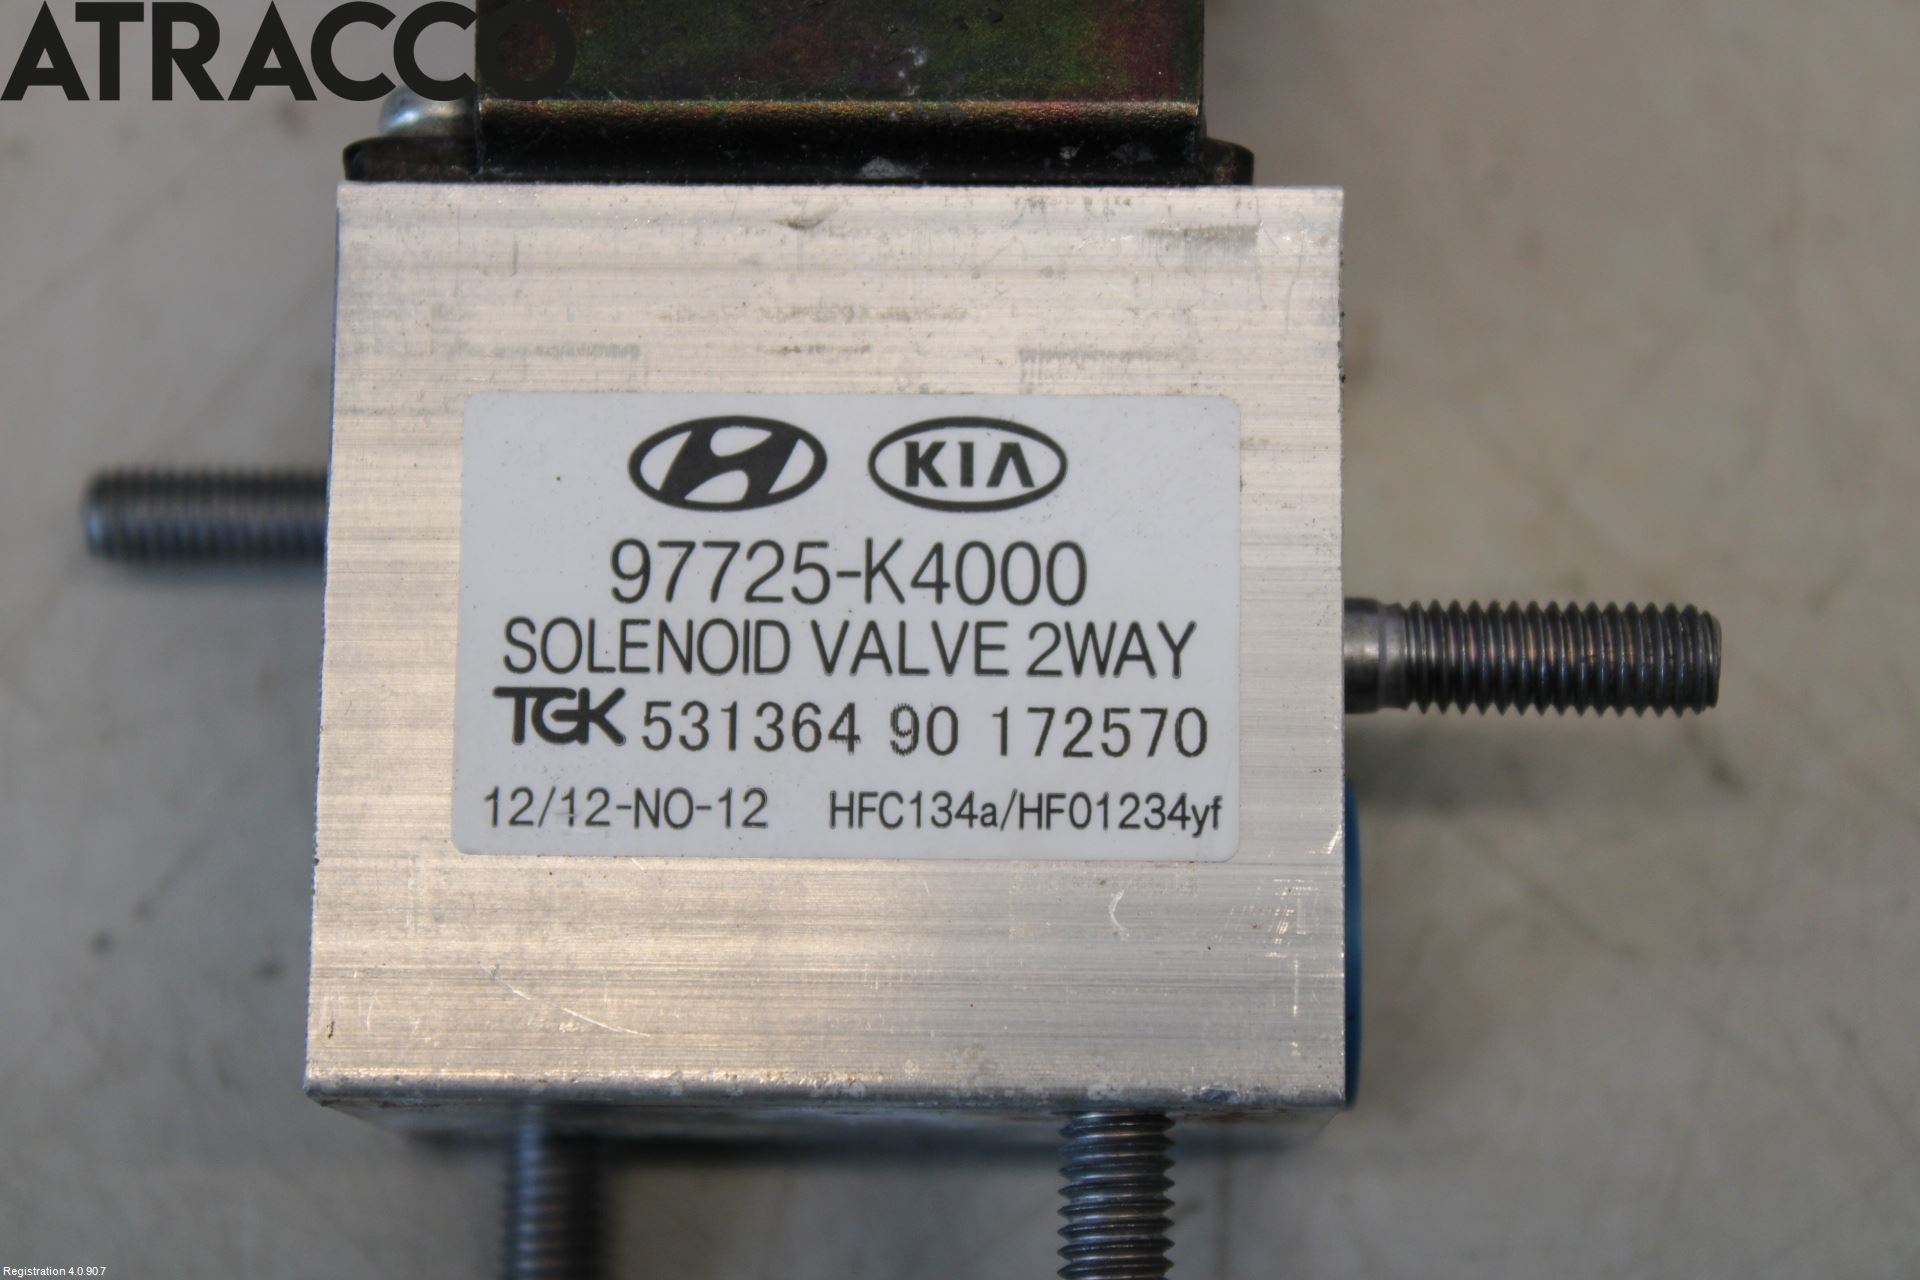 ATRACCO
KIA
97725-K4000
SOLENOID VALVE 2WAY
TGK 531364 90 172570
12/12-NO-12 HFC134a/HFO1234yf
Registration 4.0.90.7